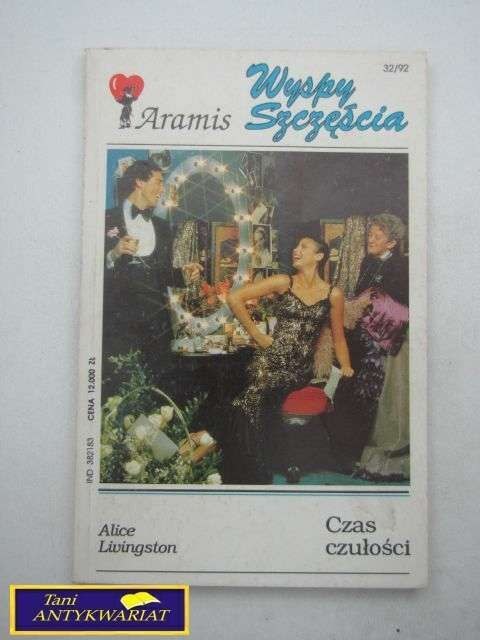 32/92
Aramis
Wyspy
Szczęścia
IND 382183 CENA 12.000 ZŁ
Alice
Livingston
Czas
czułości
Tani
ANTYKWARIAT